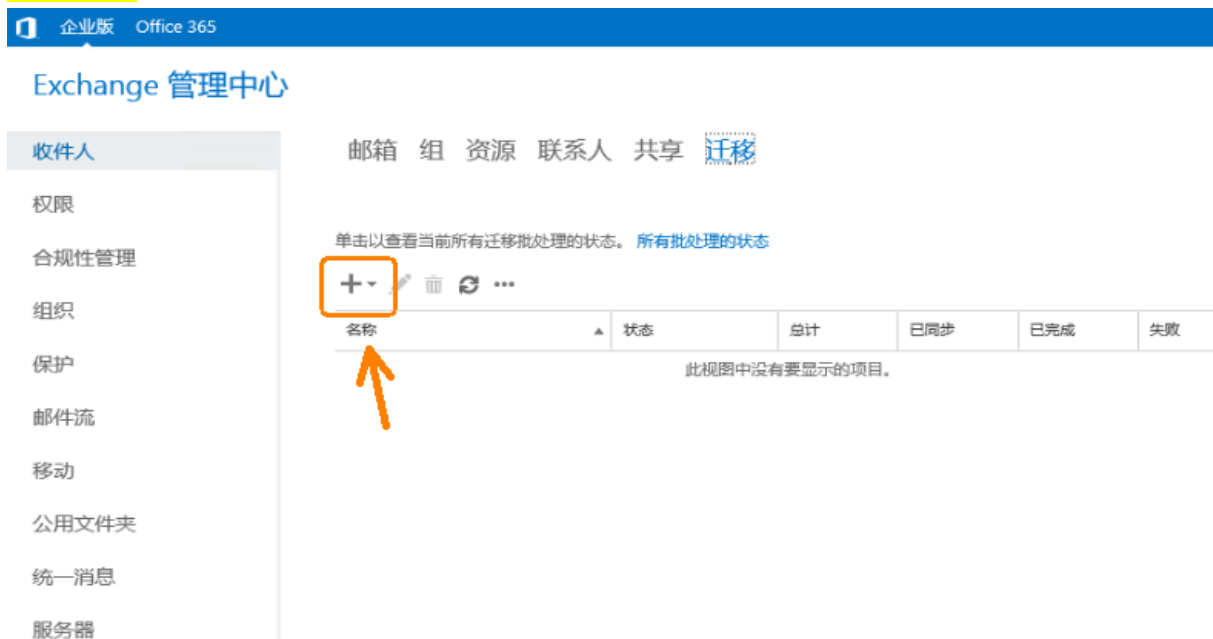 企业版 Office 365
Exchange 管理中心
收件人
权限
合规性管理
组织
保护
邮件流
移动
公用文件夹
统一消息
服务器
邮箱 组 资源 联系人 共享 迁移
单击以查看当前所有迁移批处理的状态。 所有批处理的状态
名称 状态 总计 已同步 已完成 失败
此视图中没有要显示的项目。